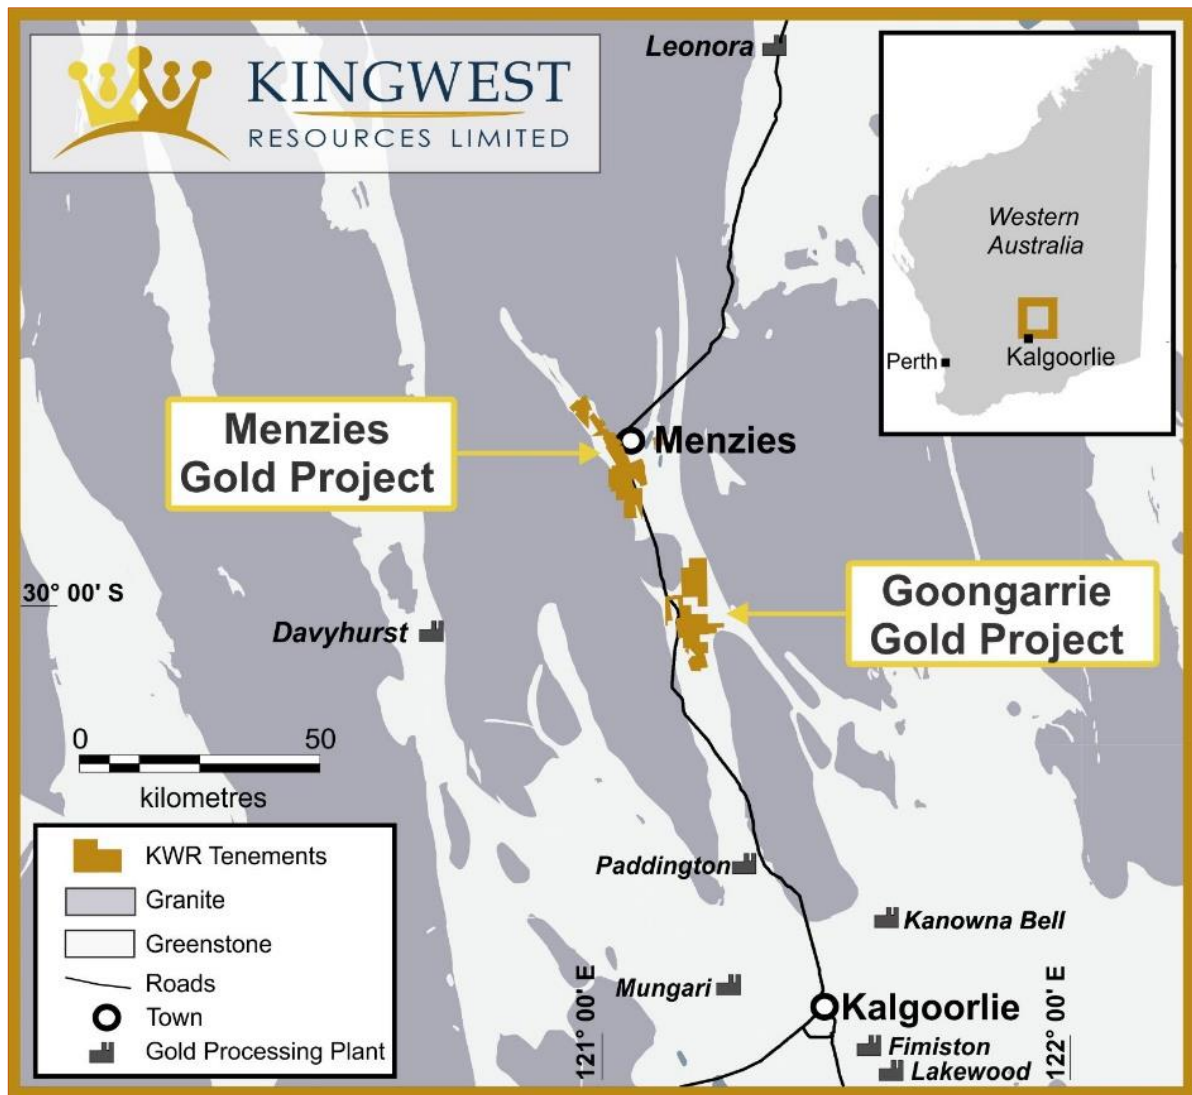 KINGWEST
RESOURCES LIMITED
Leonora
Western
Australia
Perth
Kalgoorlie
Menzies
Gold Project
Menzies
30° 00' S
Davyhurst
Goongarrie
Gold Project
0 50
kilometres
KWR Tenements
Granite
Greenstone
Roads
Town
Gold Processing Plant
Paddington
Kanowna Bell
Mungari
121° 00' E
122° 00' E
Kalgoorlie
Fimiston
Lakewood